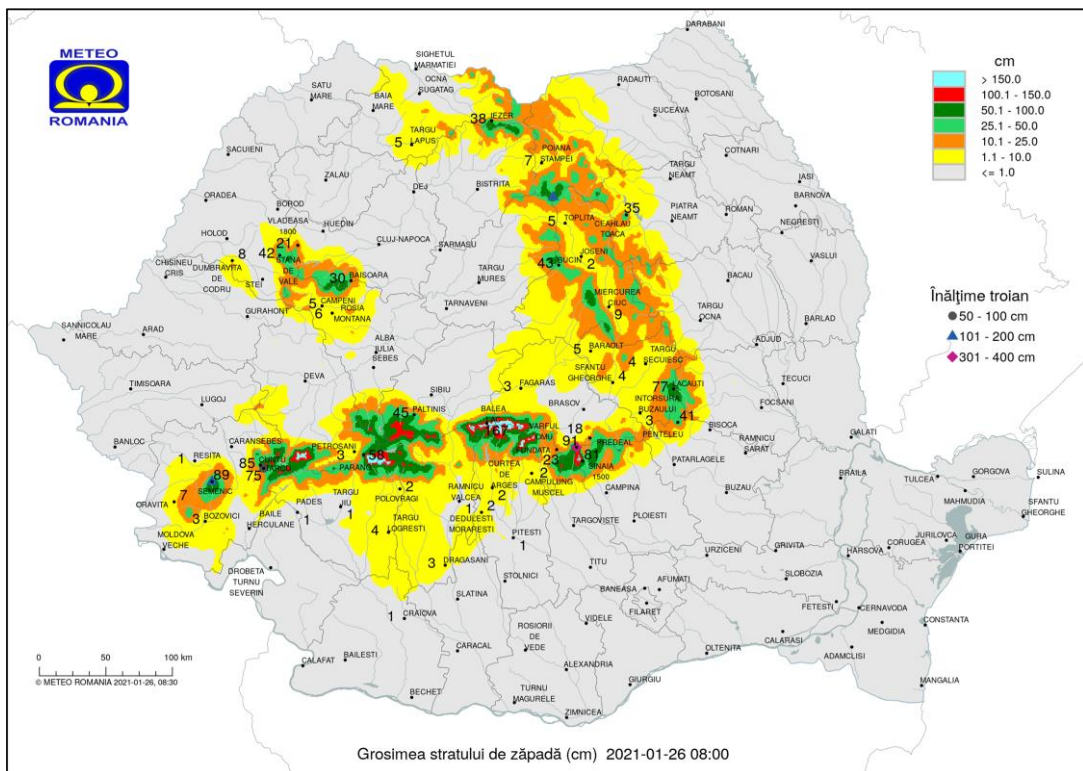 METEO
ROMANIA
DARABANI
SIGHETUL
MARMATIEI
OCNA
SUGATAG
SATU
MARE
BAIA
MARE
RADAUTI
BOTOSANI
SUCEAVA
38 IEZER
TARGU
LAPUS
5
POIANA
STAMPEI
7
COTNARI
SACUIENI
ZALAU
DEJ
BISTRITA
TARGU
NEAMT
IASI
BARNOVA
ORADEA
BOROD
VLADEASA
1800
HUEDIN
35
PIATRA
NEAMT
ROMAN
NEGRESTI
HOLOD
21
42
STANA
DE
VALE
CLUJ-NAPOCA
SARMASU
5
TOPLITA
CEAHLAU
TOACA
8
DUMBRAVITA
DE
CODRU
CHISINEU
CRIS
STEI
30
BAISOARA
TARGU
MURES
43
BUCIN
JOSENI
2
BACAU
VASLUI
5
CAMPENI
6
ROSIA
MONTANA
TARNAVENI
MIERCUREA
CIUC
9
TARGU
OCNA
GURAHONT
SANNICOLAU
MARE
ARAD
ALBA
IULIA
SEBES
5
BARAOLT
TARGU
SECUIESC
4
ADJUD
BARLAD
SFANTU
GHEORGHE
4
TIMISOARA
DEVA
3
FAGARAS
77
LACAUTI
TECUCI
LUGOJ
SIBIU
BRASOV
INTORSURA
BUZAULUI
3
FOCSANI
45
PALTINIS
BALEA
LAC
167
VARFUL
OMU
18
41
PENTELEU
BISOCA
GALATI
BANLOC
CARANSEBES
PETROSANI
3
FUNDATA
91
PREDEAL
RAMNICU
SARAT
RESITA
1
85
CUNTU
75
TARCU
PARANG
58
23
81
SINAIA
1500
PATARLAGELE
89
SEMENIC
CURTEA
DE
ARGES
2
2
CAMPULUNG
MUSCEL
CAMPINA
BUZAU
BRAILA
TULCEA
GORGOVA
SULINA
MAHMUDIA
SFANTU
GHEORGHE
ORAVITA
7
3
BOZOVICI
BAILE
HERCULANE
PADES
1
TARGU
JIU
1
2
POLOVRAGI
RAMNICU
VALCEA
1
2
DEDULESTI
MORARESTI
TARGOVISTE
PLOIESTI
MOLDOVA
VECHE
4
TARGU
LOGRESTI
PITESTI
1
JURILOVCA
GURA
PORTITEI
CORUGEA
HARSOVA
GRIVITA
URZICENI
3
DRAGASANI
DROBETA
TURNU
SEVERIN
STOLNICI
TITU
BANEASA
AFUMATI
FILARET
SLOBOZIA
FETESTI
CERNAVODA
MEDGIDIA
CONSTANTA
1
CRAIOVA
SLATINA
VIDELE
CALARASI
ADAMCLISI
CALAFAT
BAILESTI
CARACAL
ROSIORII
DE
VEDE
ALEXANDRIA
OLTENITA
GIURGIU
MANGALIA
BECHET
TURNU
MAGURELE
ZIMNICEA
cm
> 150.0
100.1 - 150.0
50.1 - 100.0
25.1 - 50.0
10.1 - 25.0
1.1 - 10.0
<= 1.0
Înălţime troian
50 - 100 cm
101 - 200 cm
301 - 400 cm
0 50 100 km
© METEO ROMANIA 2021-01-26, 08:30
Grosimea stratului de zăpadă (cm) 2021-01-26 08:00